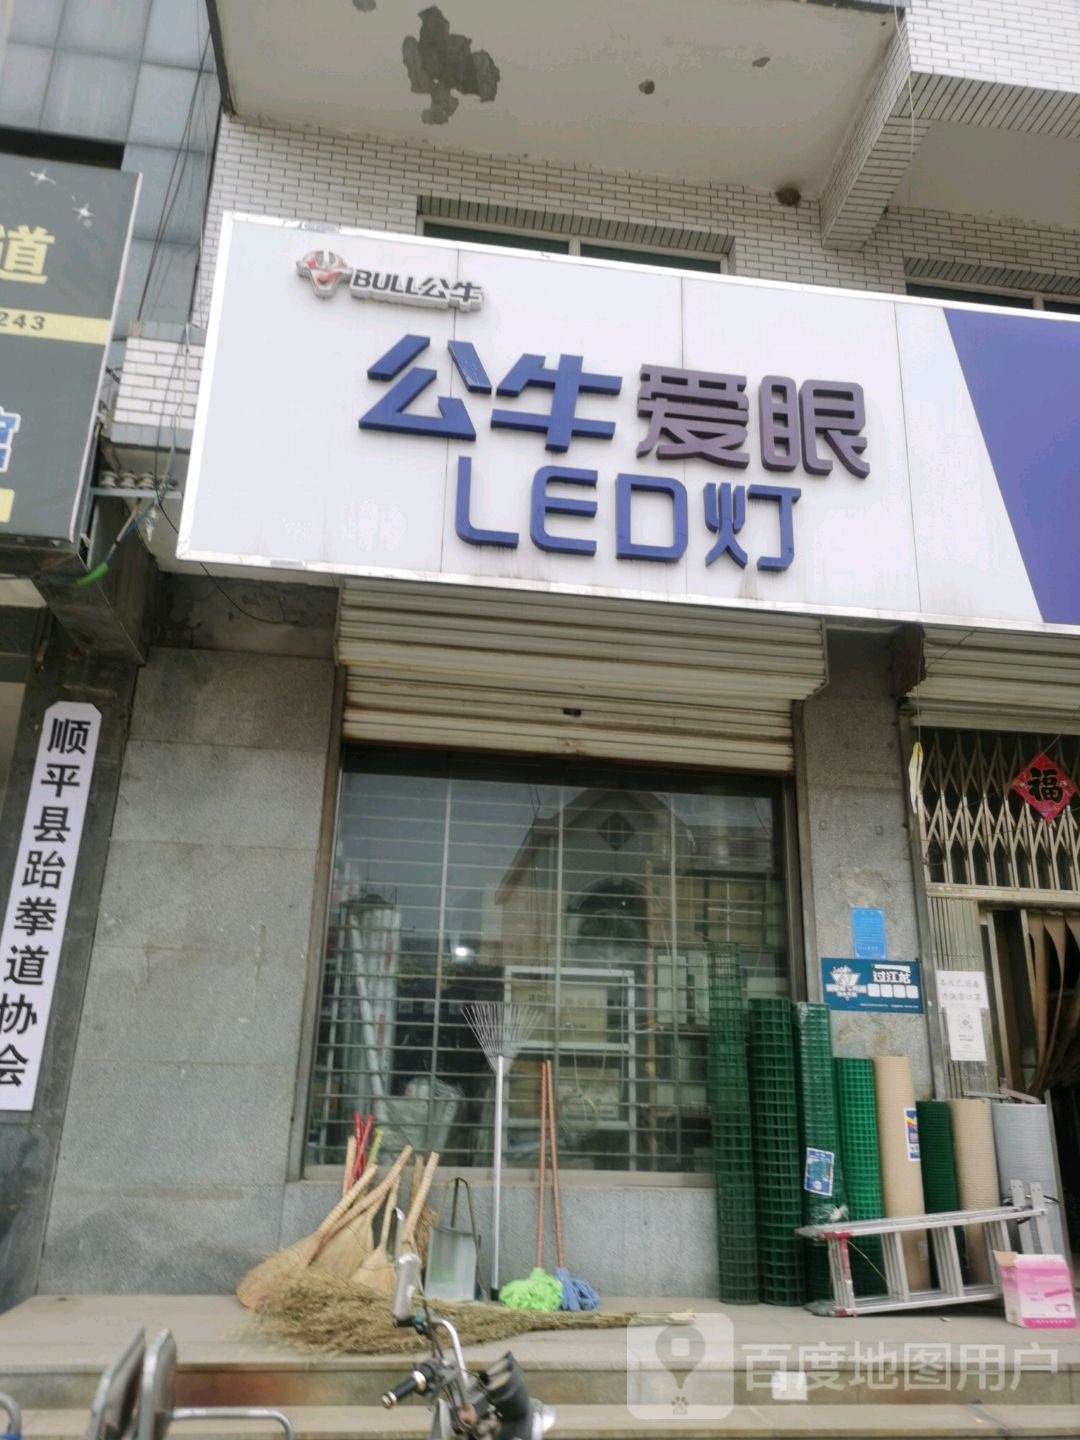 道
243
馆
BULL公牛
公牛爱眼
LED灯
顺平县跆拳道协会
福
过江龙
百度地图用户